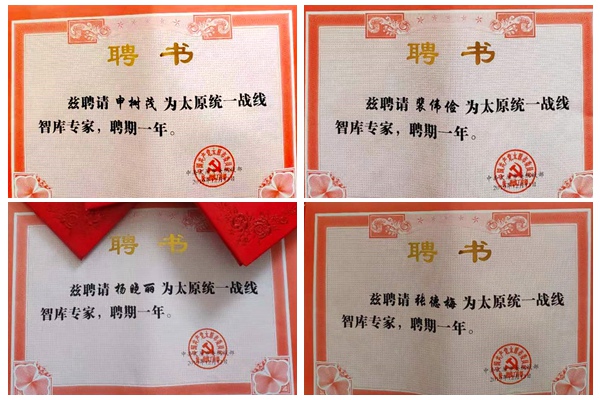 聘 书
兹聘请 申树茂 为太原统一战线
智库专家，聘期一年。
聘 书
兹聘请 裴伟俭 为太原统一战线
智库专家，聘期一年。
聘 书
兹聘请 杨晓丽 为太原统一战线
智库专家，聘期一年。
聘 书
兹聘请 张德梅 为太原统一战线
智库专家，聘期一年。